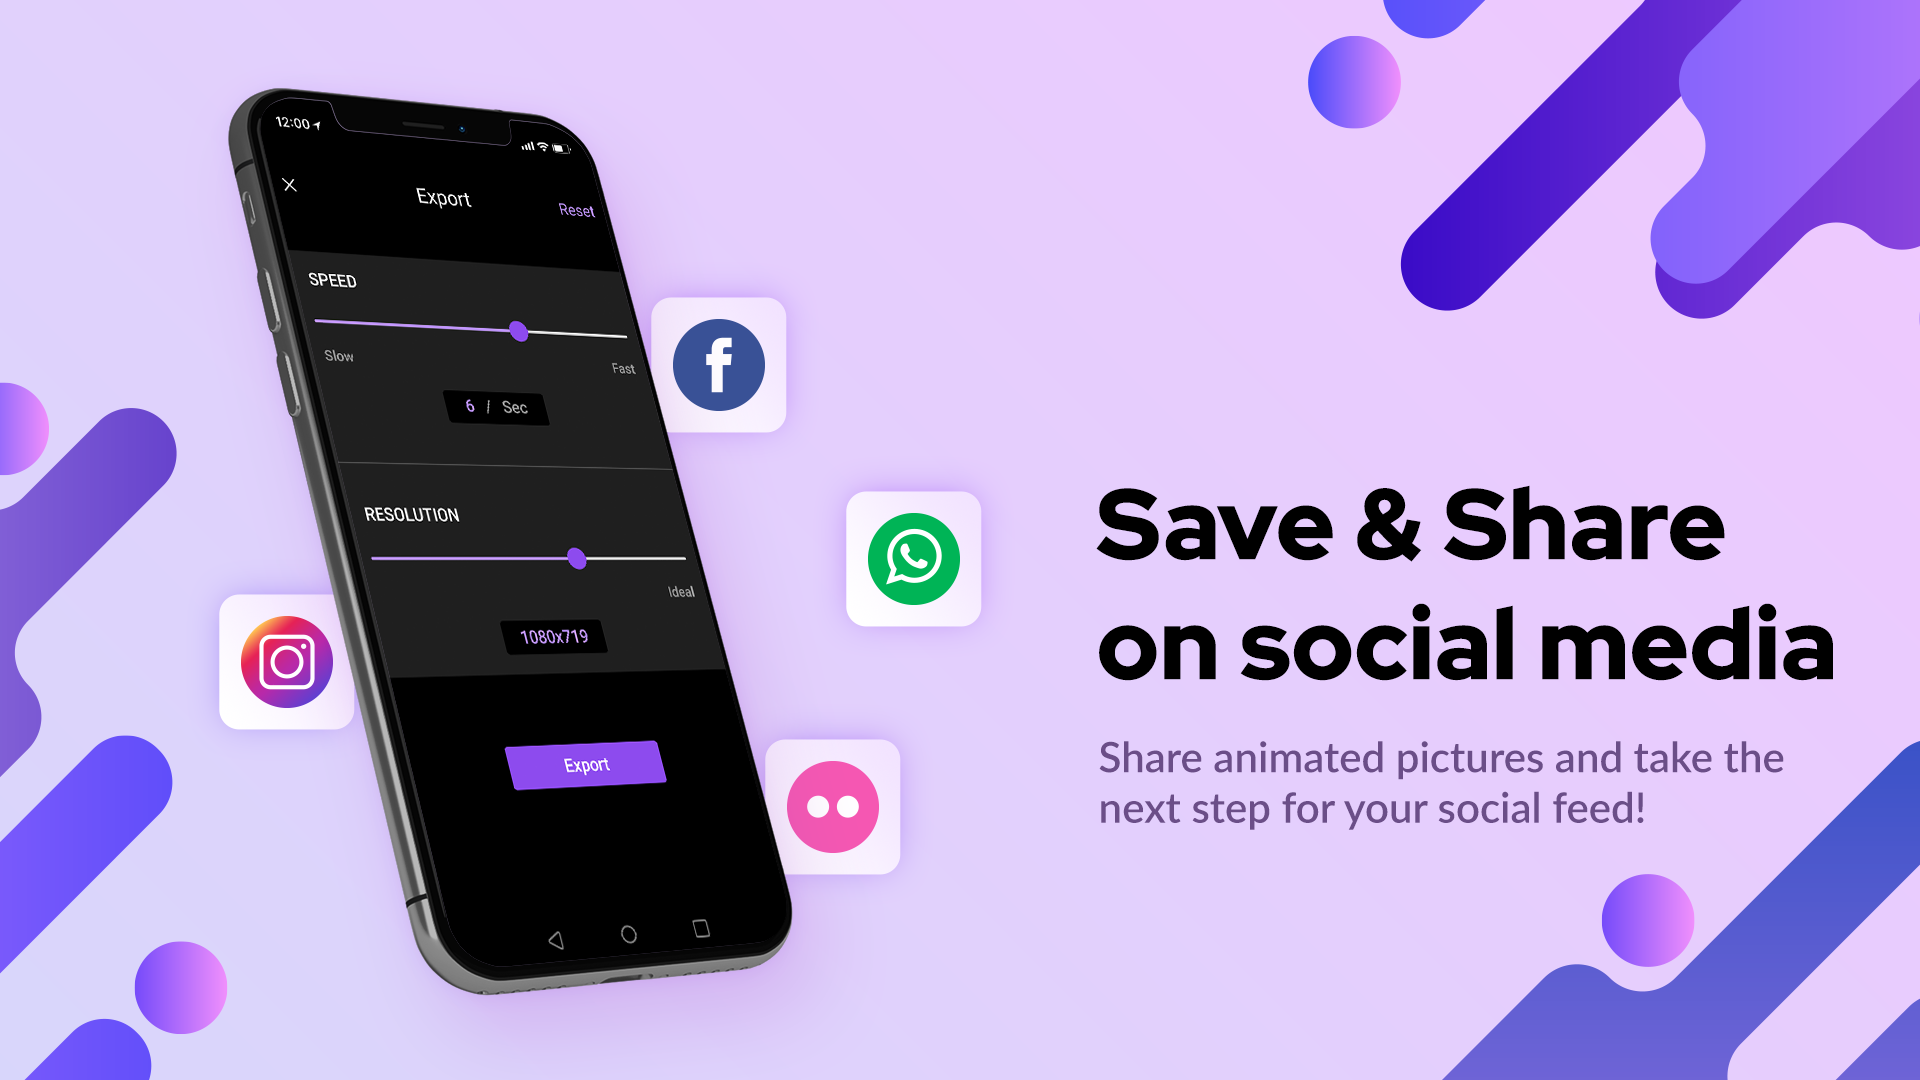 12:00
Export
Reset
SPEED
Slow
Fast
6 / Sec
RESOLUTION
Ideal
1080x719
Export
Save & Share
on social media
Share animated pictures and take the
next step for your social feed!